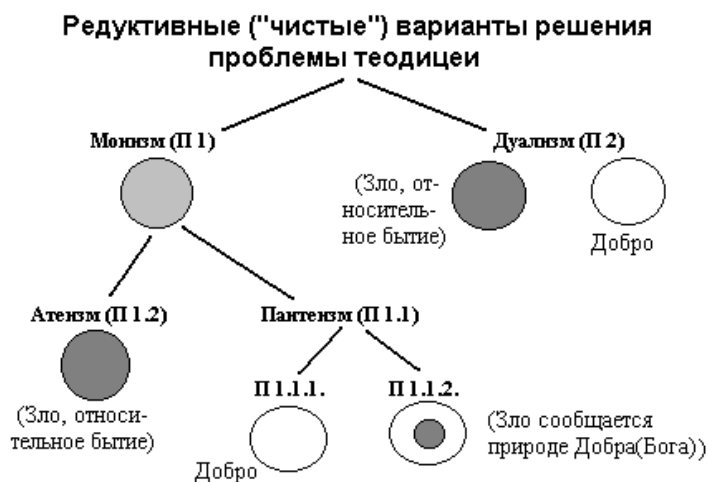 Редуктивные ("чистые") варианты решения
проблемы теодицеи
Монизм (П 1)
Дуализм (П 2)
(Зло, от-
носитель-
ное бытие)
Добро
Атеизм (П 1.2)
Пантеизм (П 1.1)
(Зло, относи-
тельное бытие)
П 1.1.1.
П 1.1.2.
Добро
(Зло сообщается
природе Добра(Бога))